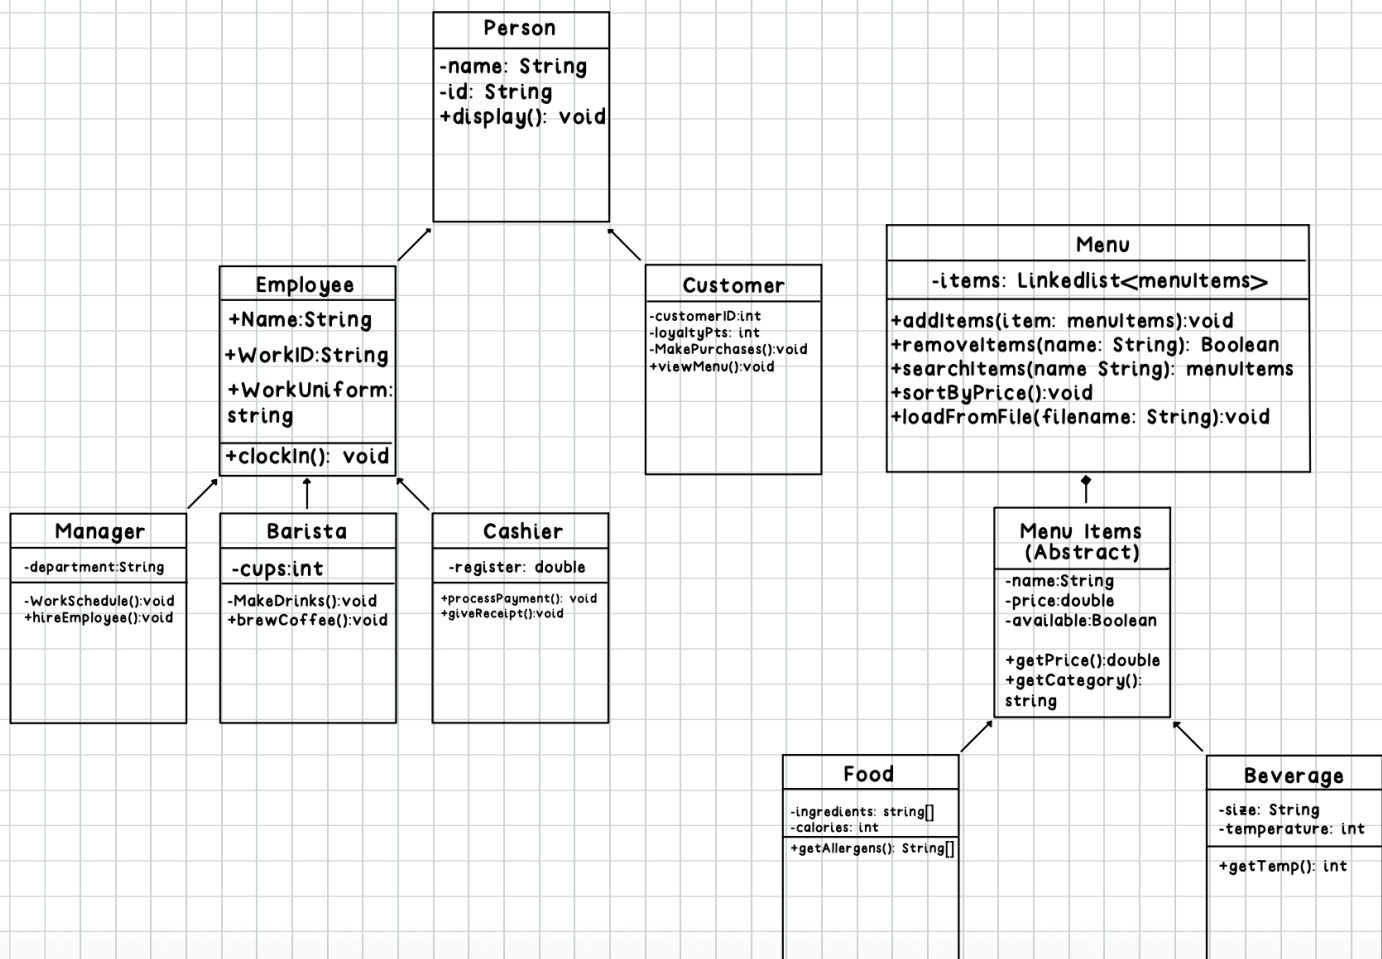 Person
-name: String
-id: String
+display(): void
Employee
+Name:String
+WorkID:String
+WorkUniform:
string
+clockIn(): void
Customer
-customerID:int
-loyaltyPts: int
-MakePurchases():void
+viewMenu():void
Menu
-items: Linkedlist<menuItems>
+addItems(item: menuItems):void
+removeItems(name: String): Boolean
+searchItems(name String): menuItems
+sortByPrice():void
+loadFromFile(filename: String):void
Manager
-department:String
-WorkSchedule():void
+hireEmployee():void
Barista
-cups:int
-MakeDrinks():void
+brewCoffee():void
Cashier
-register: double
+processPayment(): void
+giveReceipt():void
Menu Items
(Abstract)
-name:String
-price:double
-available:Boolean
+getPrice():double
+getCategory():
string
Food
-ingredients: string[]
-calories: int
+getAllergens(): String[]
Beverage
-size: String
-temperature: int
+getTemp(): int